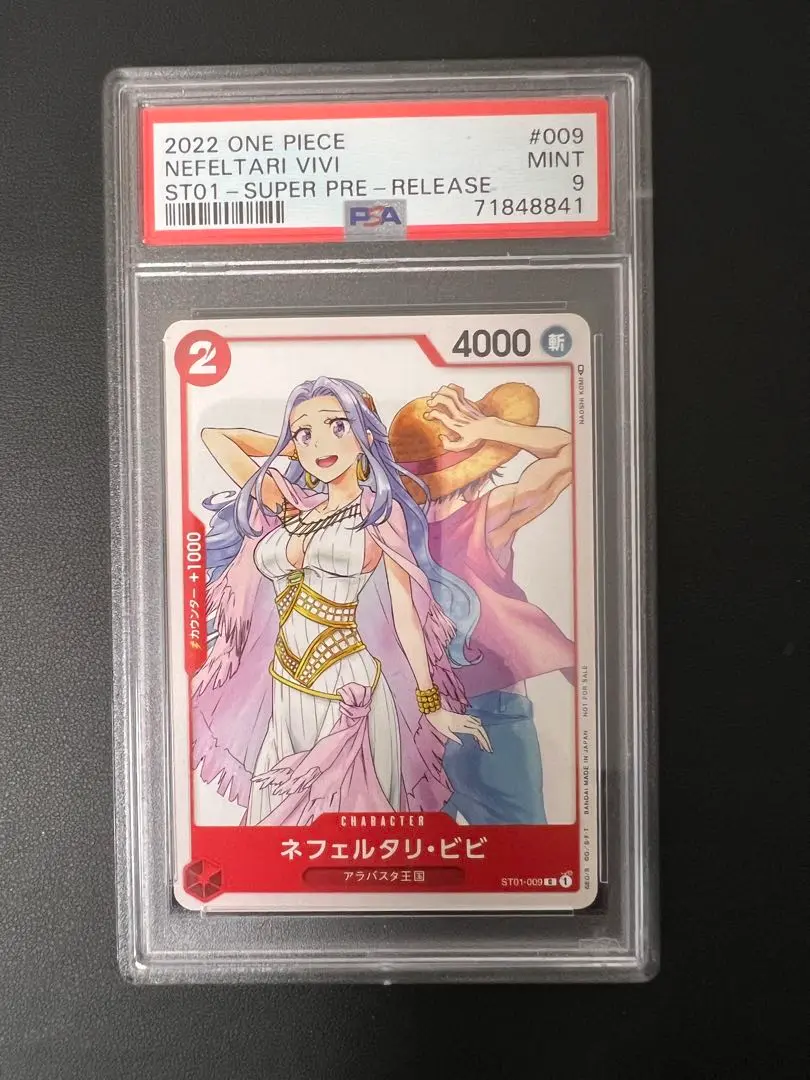 2022 ONE PIECE #009
NEFELTARI VIVI MINT
ST01-SUPER PRE-RELEASE 9
PSA 71848841
2 4000 斬
NAOSHI KOMI
カウンター +1000
BANDAI MADE IN JAPAN NOT FOR SALE
CHARACTER
ネフェルタリ・ビビ
アラバスタ王国
ST01-009 C 1